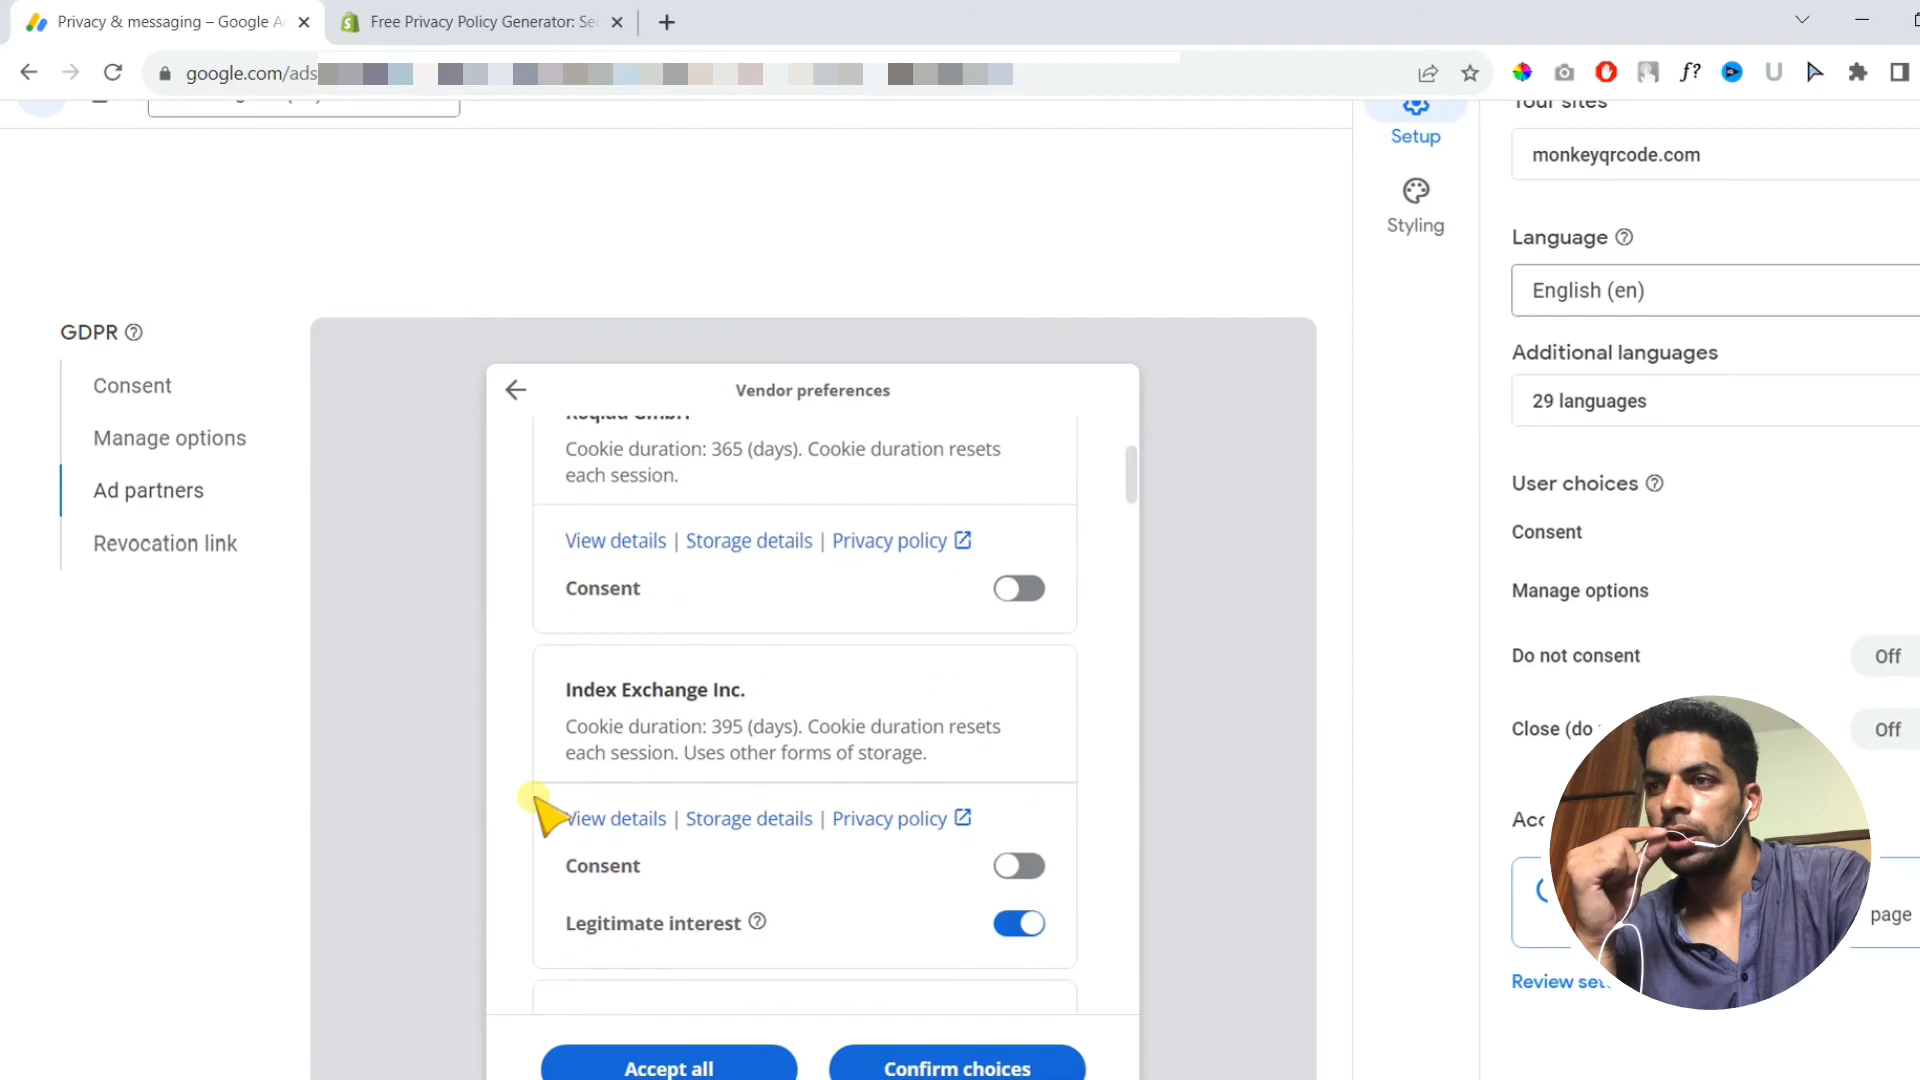 Privacy & messaging – Google A
Free Privacy Policy Generator: Se
google.com/ads
f?
U
Setup
Styling
Your sites
monkeyqrcode.com
Language
English (en)
Additional languages
29 languages
User choices
Consent
Manage options
Do not consent
Off
Close (do
Off
page
GDPR
Consent
Manage options
Ad partners
Revocation link
Vendor preferences
Cookie duration: 365 (days). Cookie duration resets
each session.
View details | Storage details | Privacy policy
Consent
Index Exchange Inc.
Cookie duration: 395 (days). Cookie duration resets
each session. Uses other forms of storage.
View details | Storage details | Privacy policy
Consent
Legitimate interest
Accept all
Confirm choices